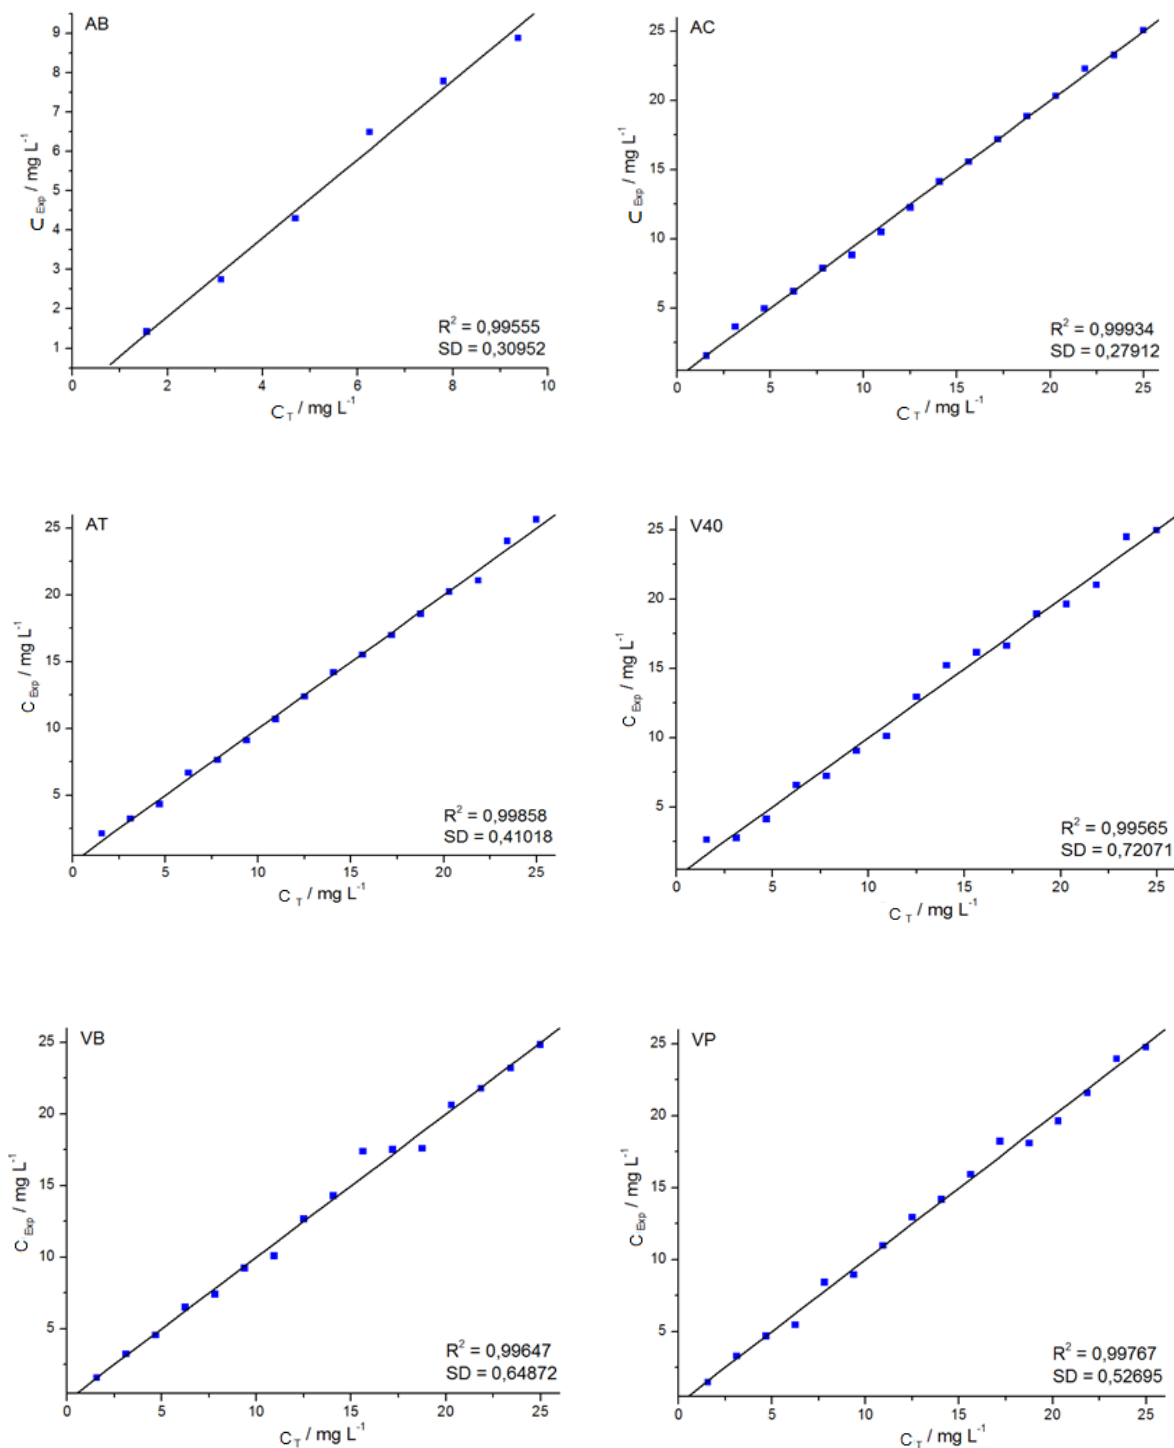 AB
9
8
7
6
5
4
3
2
1
C Exp / mg L-1
R2 = 0,99555
SD = 0,30952
0 2 4 6 8 10
C T / mg L-1
AC
25
20
15
10
5
C Exp / mg L-1
R2 = 0,99934
SD = 0,27912
0 5 10 15 20 25
C T / mg L-1
AT
25
20
15
10
5
C Exp / mg L-1
R2 = 0,99858
SD = 0,41018
0 5 10 15 20 25
C T / mg L-1
V40
25
20
15
10
5
C Exp / mg L-1
R2 = 0,99565
SD = 0,72071
0 5 10 15 20 25
C T / mg L-1
VB
25
20
15
10
5
C Exp / mg L-1
R2 = 0,99647
SD = 0,64872
0 5 10 15 20 25
C T / mg L-1
VP
25
20
15
10
5
C Exp / mg L-1
R2 = 0,99767
SD = 0,52695
0 5 10 15 20 25
C T / mg L-1